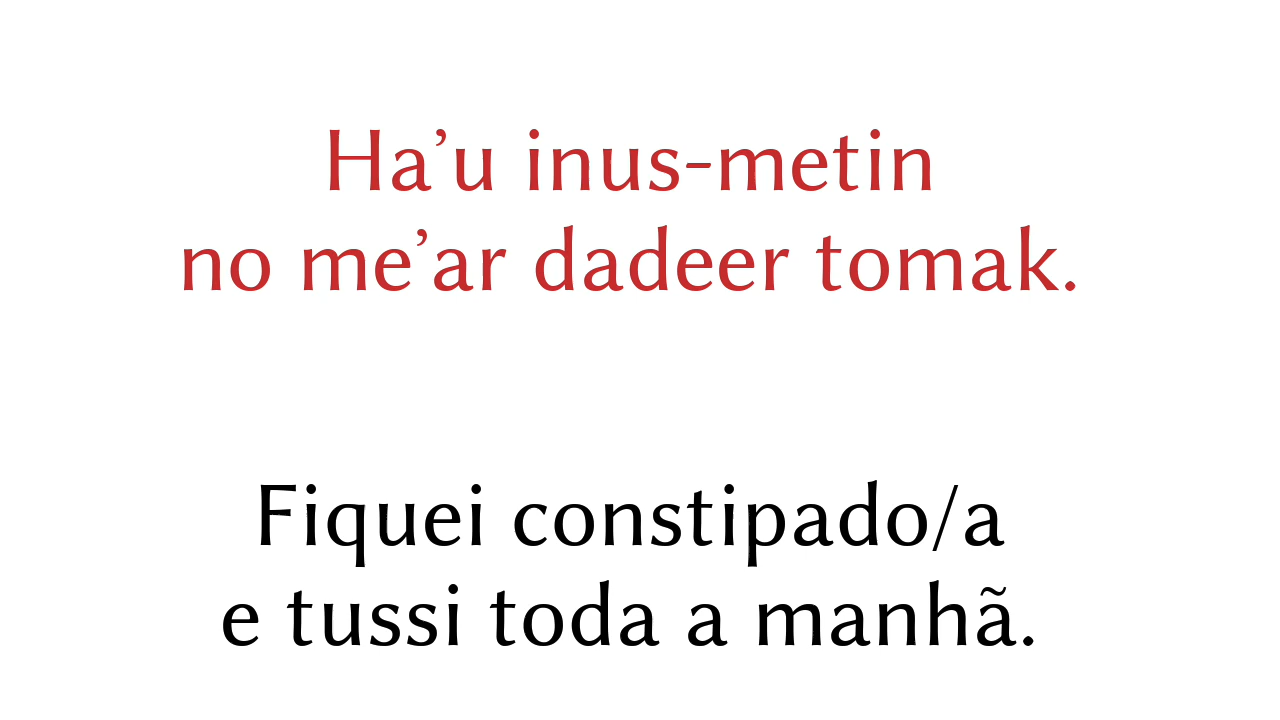 Ha’u inus-metin
no me’ar dadeer tomak.
Fiquei constipado/a
e tussi toda a manhã.